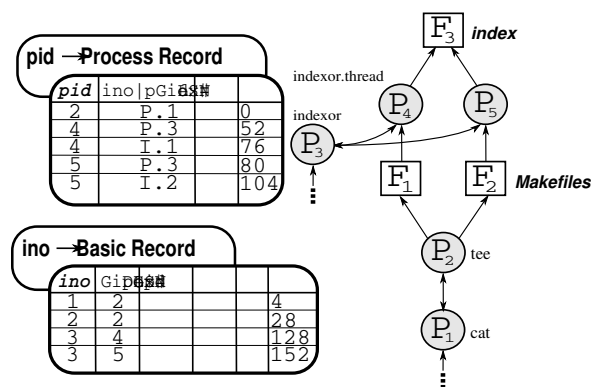 pid → Process Record
pid ino|p
2 P.1 0
4 P.3 52
4 I.1 76
5 P.3 80
5 I.2 104
ino → Basic Record
ino
1 2 4
2 2 28
3 4 128
3 5 152
F3 index
indexor.thread
P4 P5
indexor
P3
F1 F2 Makefiles
P2 tee
P1 cat